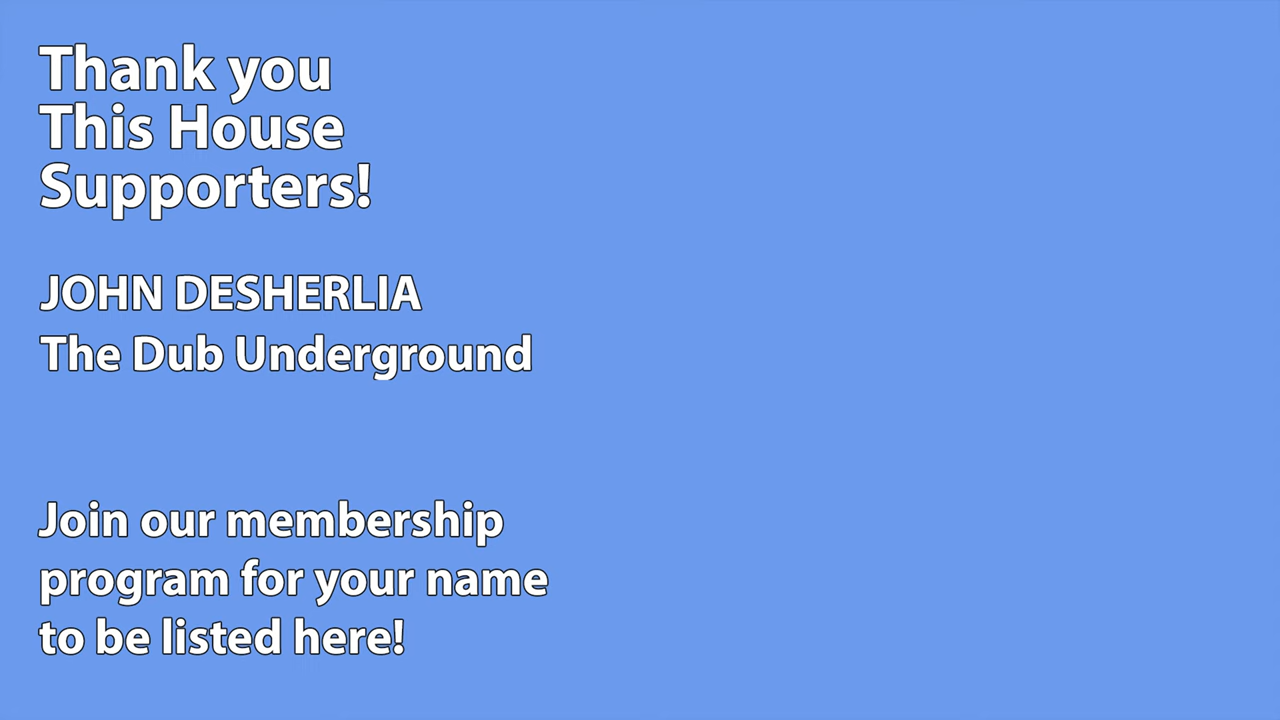 Thank you
This House
Supporters!
JOHN DESHERLIA
The Dub Underground
Join our membership
program for your name
to be listed here!